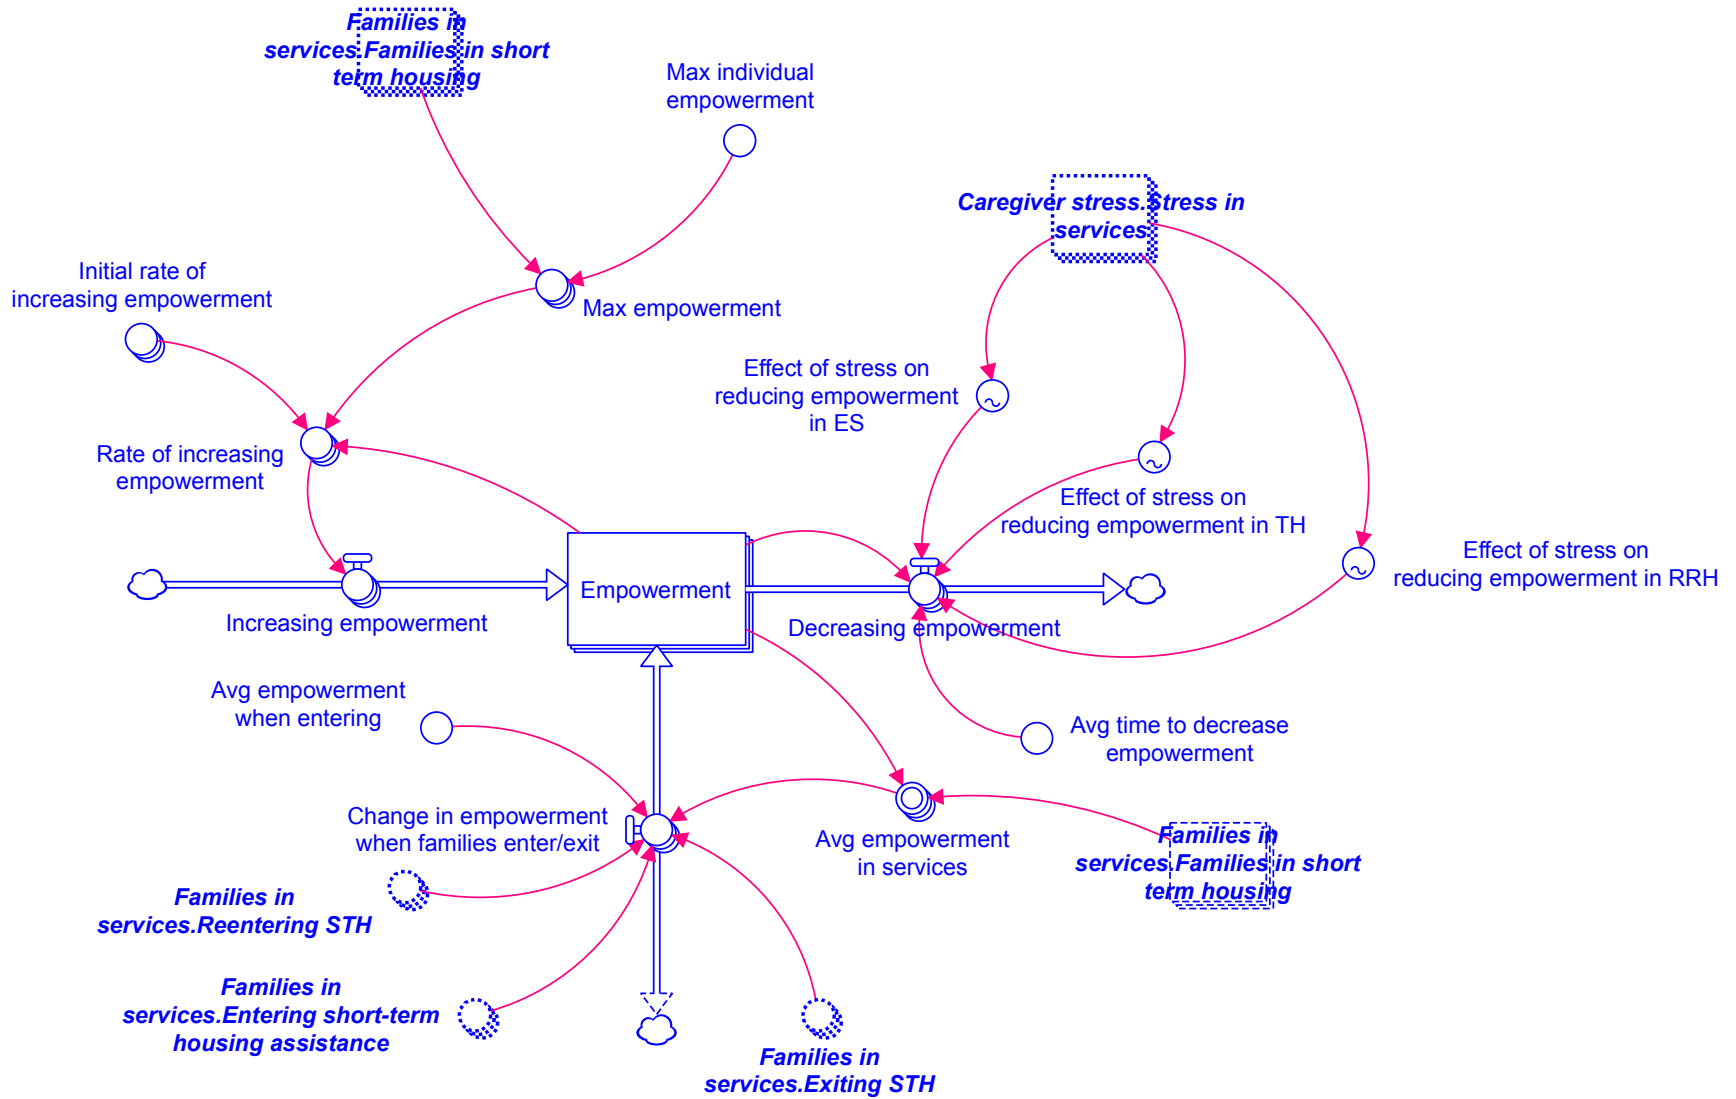 Families in
services.Families in short
term housing
Max individual
empowerment
Caregiver stress.Stress in
services
Initial rate of
increasing empowerment
Max empowerment
Effect of stress on
reducing empowerment
in ES
Rate of increasing
empowerment
Effect of stress on
reducing empowerment in TH
Effect of stress on
reducing empowerment in RRH
Empowerment
Increasing empowerment
Decreasing empowerment
Avg empowerment
when entering
Avg time to decrease
empowerment
Change in empowerment
when families enter/exit
Avg empowerment
in services
Families in
services.Families in short
term housing
Families in
services.Reentering STH
Families in
services.Entering short-term
housing assistance
Families in
services.Exiting STH